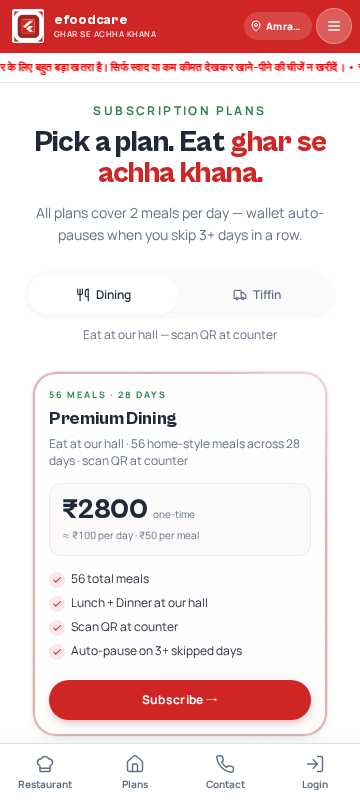 efoodcare
GHAR SE ACHHA KHANA
Amra...
के लिए बहुत बड़ा खतरा है। सिर्फ स्वाद या कम कीमत देखकर खाने-पीने की चीजें न खरीदें । •
SUBSCRIPTION PLANS
Pick a plan. Eat ghar se
achha khana.
All plans cover 2 meals per day — wallet auto-
pauses when you skip 3+ days in a row.
Dining
Tiffin
Eat at our hall — scan QR at counter
56 MEALS · 28 DAYS
Premium Dining
Eat at our hall · 56 home-style meals across 28
days · scan QR at counter
₹2800 one-time
≈ ₹100 per day · ₹50 per meal
56 total meals
Lunch + Dinner at our hall
Scan QR at counter
Auto-pause on 3+ skipped days
Subscribe →
Restaurant
Plans
Contact
Login